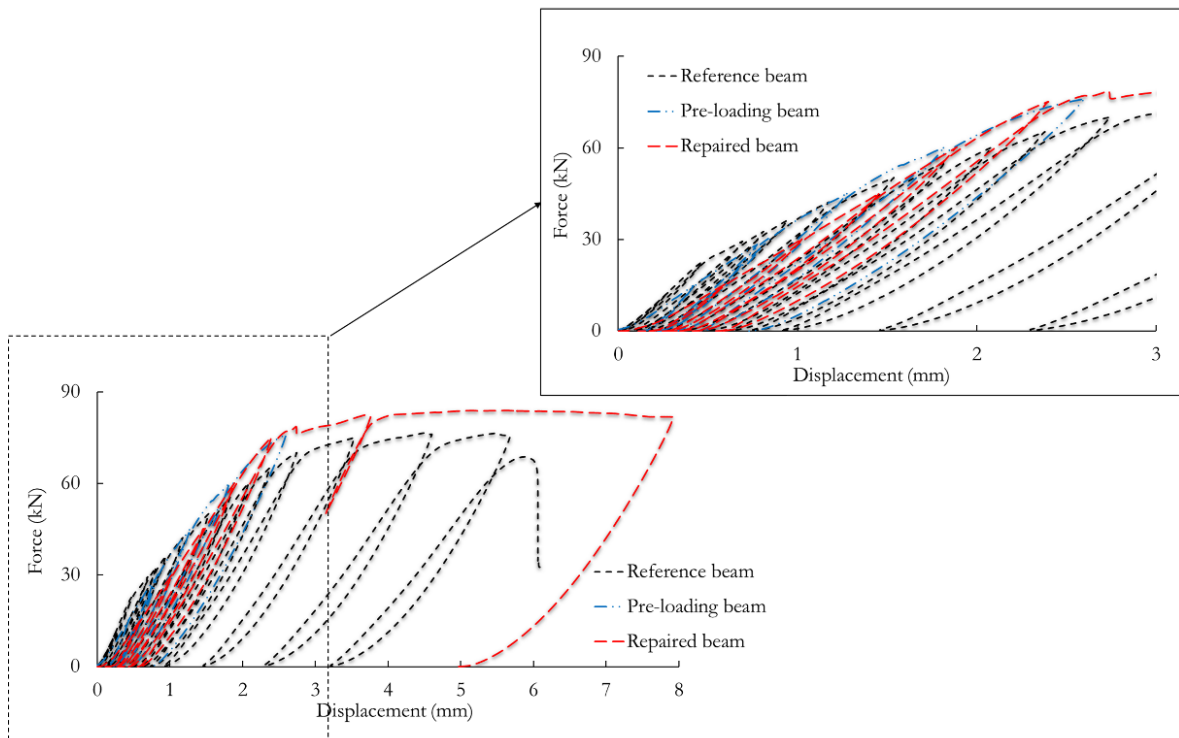 90
Reference beam
Pre-loading beam
60
Repaired beam
Force (kN)
30
0
0 1 2 3
Displacement (mm)
90
60
Force (kN)
30
Reference beam
Pre-loading beam
Repaired beam
0
0 1 2 3 4 5 6 7 8
Displacement (mm)